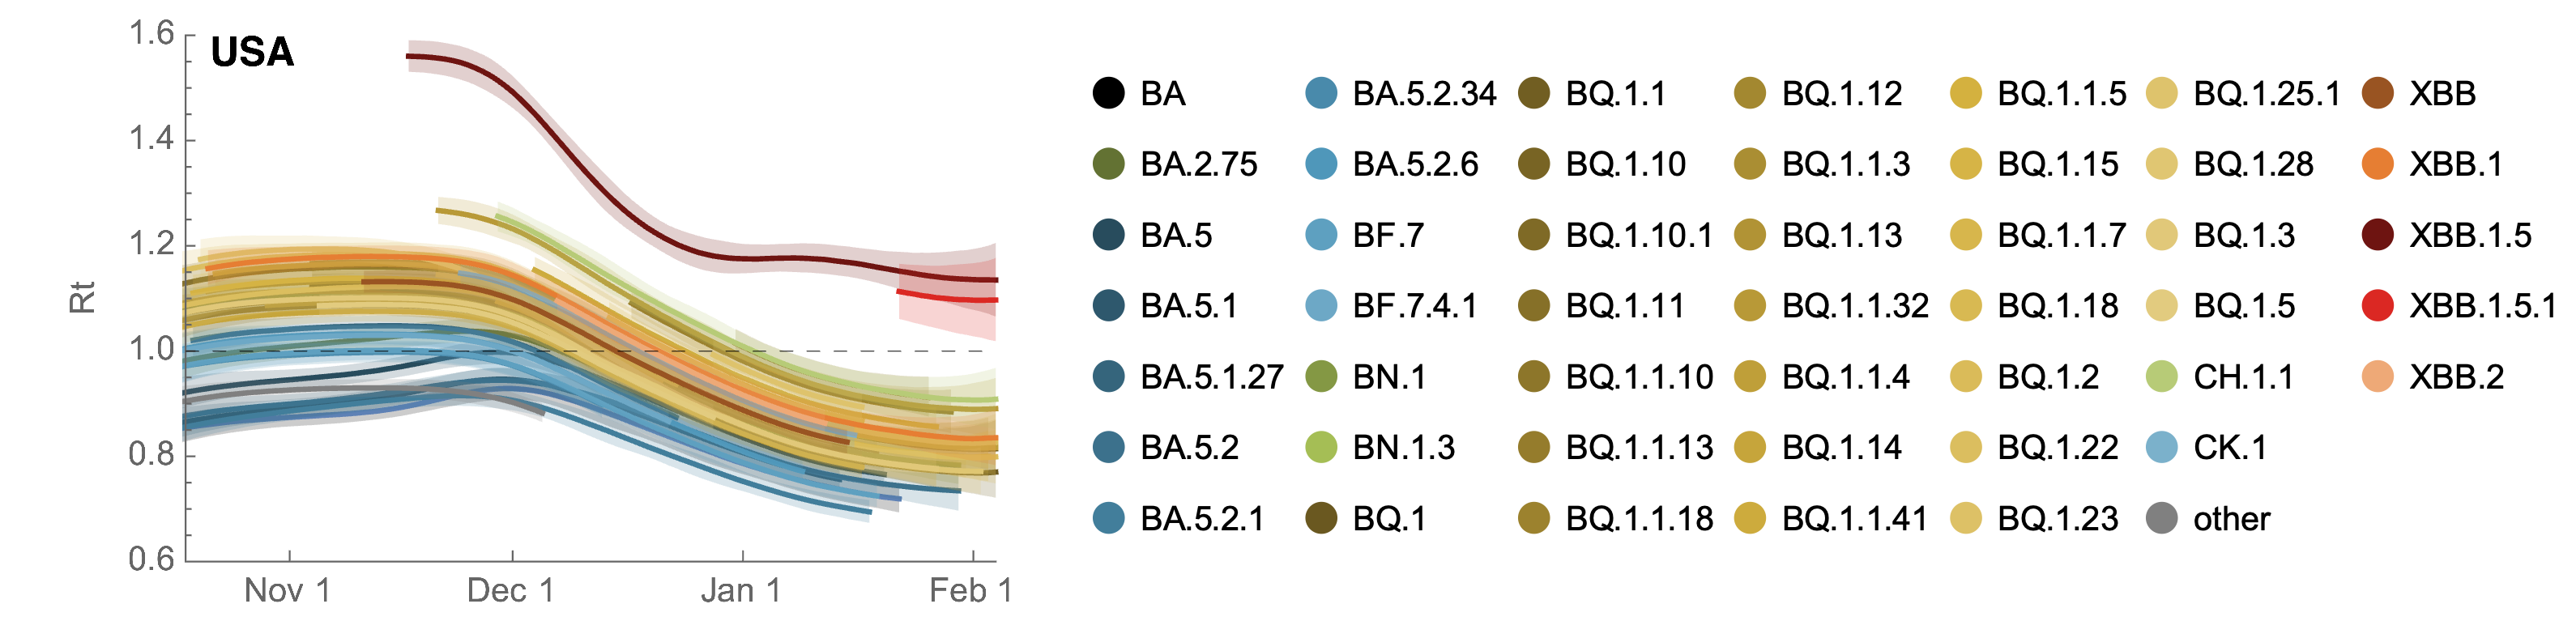 USA
1.6
1.4
1.2
1.0
0.8
0.6
Rt
Nov 1 Dec 1 Jan 1 Feb 1
BA BA.5.2.34 BQ.1.1 BQ.1.12 BQ.1.1.5 BQ.1.25.1 XBB
BA.2.75 BA.5.2.6 BQ.1.10 BQ.1.1.3 BQ.1.15 BQ.1.28 XBB.1
BA.5 BF.7 BQ.1.10.1 BQ.1.13 BQ.1.1.7 BQ.1.3 XBB.1.5
BA.5.1 BF.7.4.1 BQ.1.11 BQ.1.1.32 BQ.1.18 BQ.1.5 XBB.1.5.1
BA.5.1.27 BN.1 BQ.1.1.10 BQ.1.1.4 BQ.1.2 CH.1.1 XBB.2
BA.5.2 BN.1.3 BQ.1.1.13 BQ.1.14 BQ.1.22 CK.1
BA.5.2.1 BQ.1 BQ.1.1.18 BQ.1.1.41 BQ.1.23 other